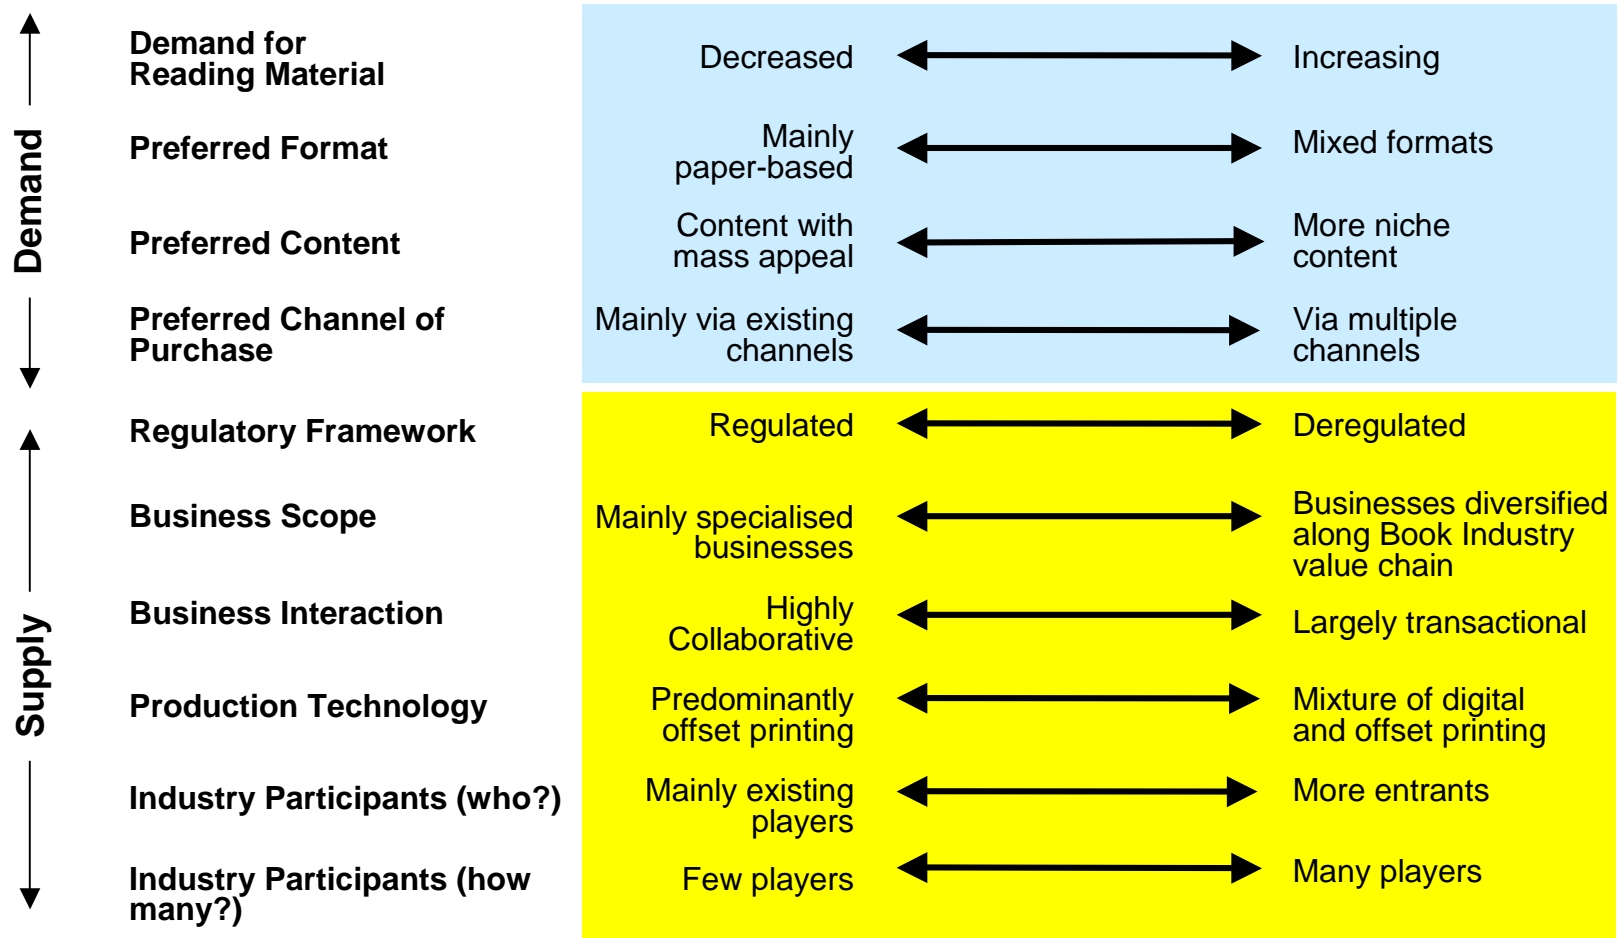 Demand
Demand for
Reading Material
Decreased
Increasing
Preferred Format
Mainly
paper-based
Mixed formats
Preferred Content
Content with
mass appeal
More niche
content
Preferred Channel of
Purchase
Mainly via existing
channels
Via multiple
channels
Supply
Regulatory Framework
Regulated
Deregulated
Business Scope
Mainly specialised
businesses
Businesses diversified
along Book Industry
value chain
Business Interaction
Highly
Collaborative
Largely transactional
Production Technology
Predominantly
offset printing
Mixture of digital
and offset printing
Industry Participants (who?)
Mainly existing
players
More entrants
Industry Participants (how
many?)
Few players
Many players